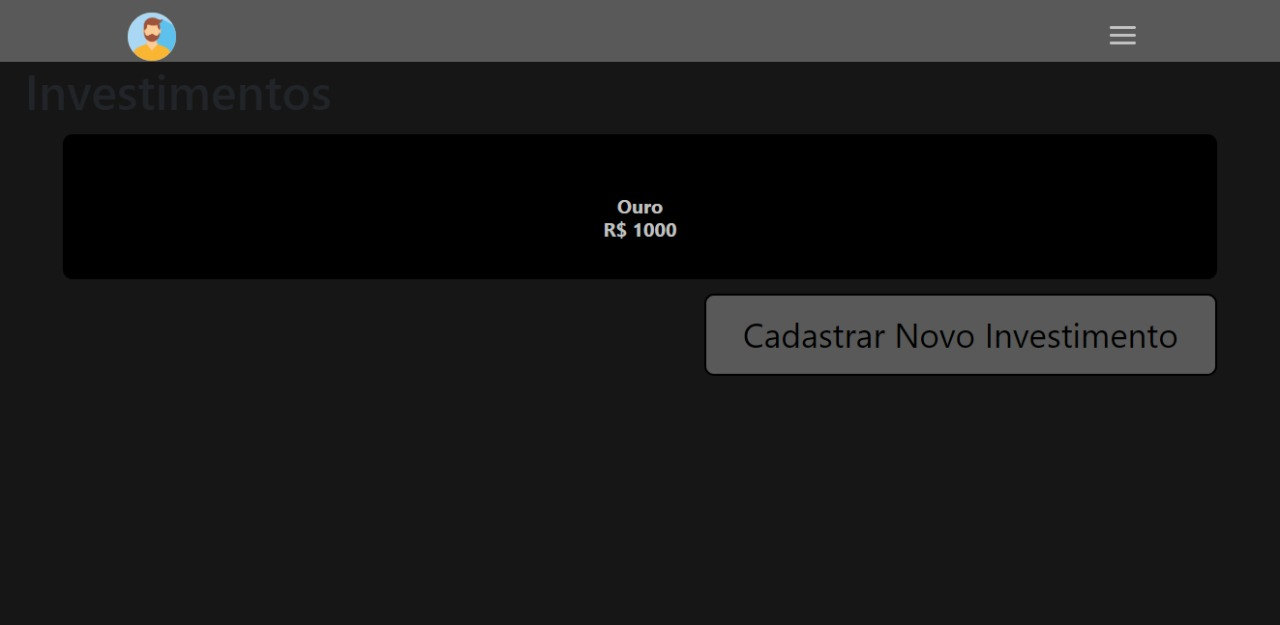 Investimentos
Ouro
R$ 1000
Cadastrar Novo Investimento